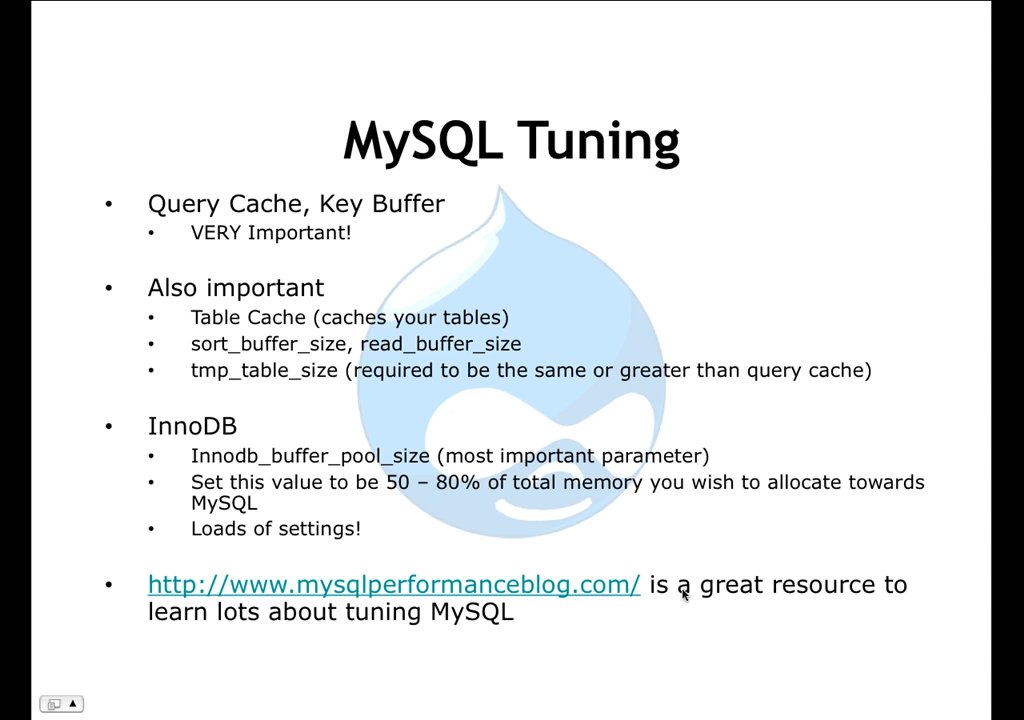 MySQL Tuning
• Query Cache, Key Buffer
• VERY Important!
• Also important
• Table Cache (caches your tables)
• sort_buffer_size, read_buffer_size
• tmp_table_size (required to be the same or greater than query cache)
• InnoDB
• Innodb_buffer_pool_size (most important parameter)
• Set this value to be 50 – 80% of total memory you wish to allocate towards
MySQL
• Loads of settings!
• http://www.mysqlperformanceblog.com/ is a great resource to
learn lots about tuning MySQL